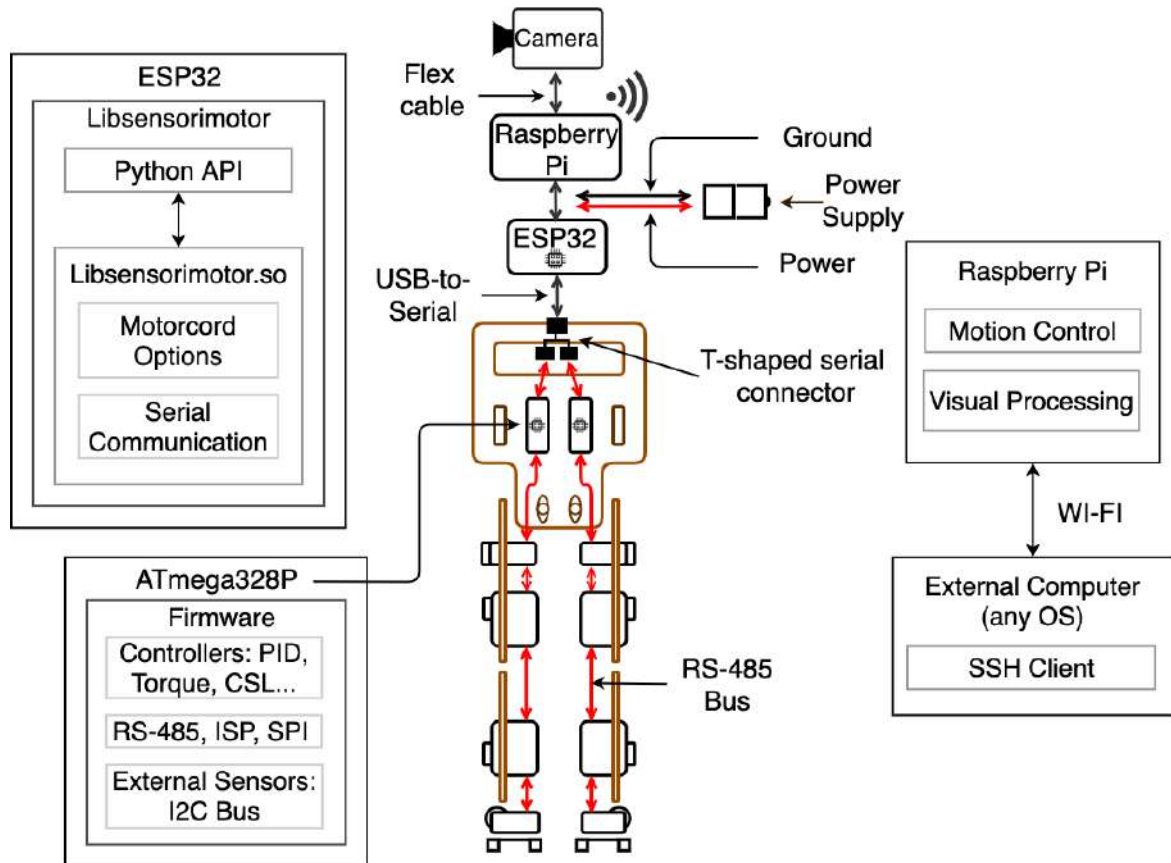 ESP32
Libsensorimotor
Python API
Libsensorimotor.so
Motorcord
Options
Serial
Communication
ATmega328P
Firmware
Controllers: PID,
Torque, CSL...
RS-485, ISP, SPI
External Sensors:
I2C Bus
Camera
Flex
cable
Raspberry
Pi
Ground
Power
Supply
ESP32
Power
USB-to-
Serial
T-shaped serial
connector
RS-485
Bus
Raspberry Pi
Motion Control
Visual Processing
WI-FI
External Computer
(any OS)
SSH Client